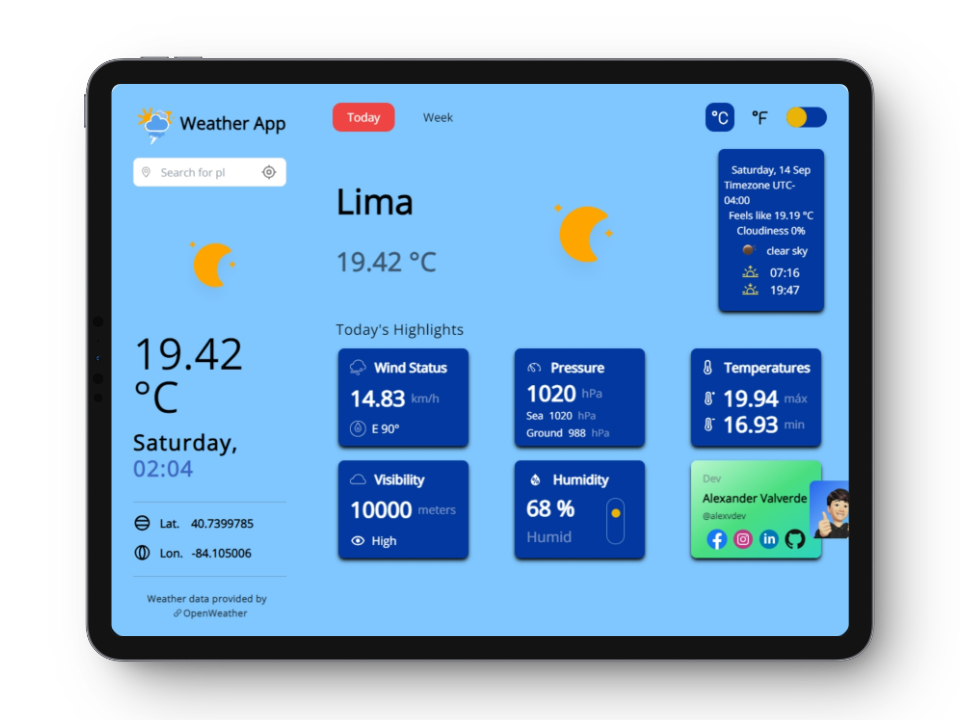 Weather App
Search for pl
19.42
°C
Saturday,
02:04
Lat. 40.7399785
Lon. -84.105006
Weather data provided by
OpenWeather
Today Week
°C °F
Lima
19.42 °C
Saturday, 14 Sep
Timezone UTC-
04:00
Feels like 19.19 °C
Cloudiness 0%
clear sky
07:16
19:47
Today's Highlights
Wind Status
14.83 km/h
E 90°
Pressure
1020 hPa
Sea 1020 hPa
Ground 988 hPa
Temperatures
19.94 máx
16.93 min
Visibility
10000 meters
High
Humidity
68 %
Humid
Dev
Alexander Valverde
@alexvdev